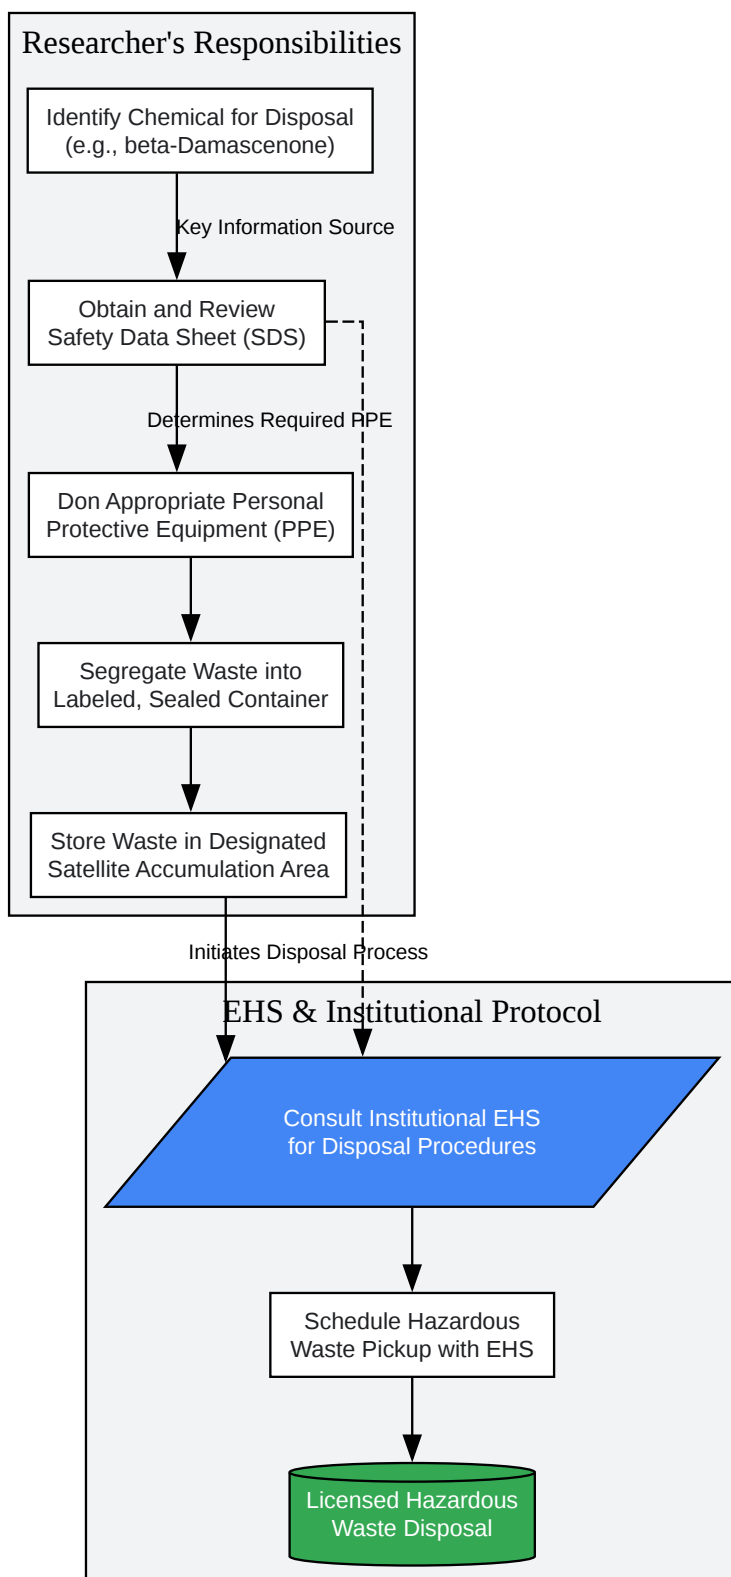 Researcher's Responsibilities
Identify Chemical for Disposal
(e.g., beta-Damascenone)
Key Information Source
Obtain and Review
Safety Data Sheet (SDS)
Determines Required PPE
Don Appropriate Personal
Protective Equipment (PPE)
Segregate Waste into
Labeled, Sealed Container
Store Waste in Designated
Satellite Accumulation Area
Initiates Disposal Process
EHS & Institutional Protocol
Consult Institutional EHS
for Disposal Procedures
Schedule Hazardous
Waste Pickup with EHS
Licensed Hazardous
Waste Disposal